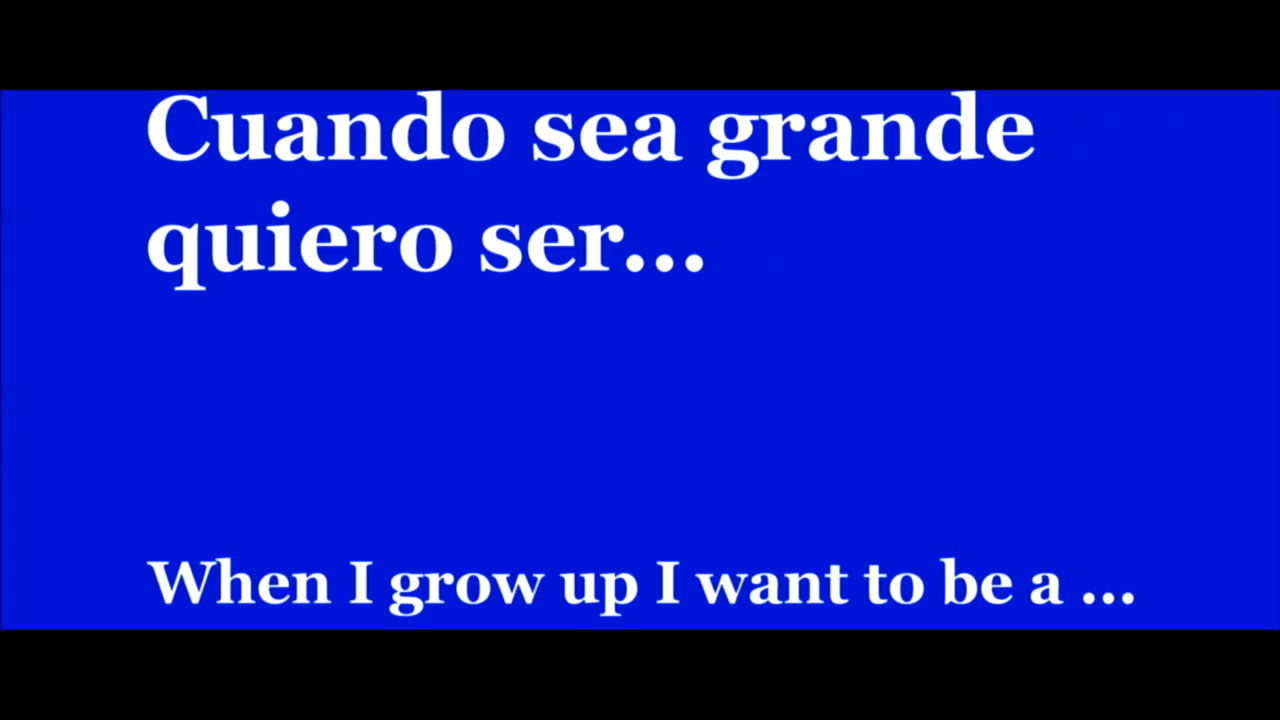 Cuando sea grande
quiero ser...
When I grow up I want to be a ...